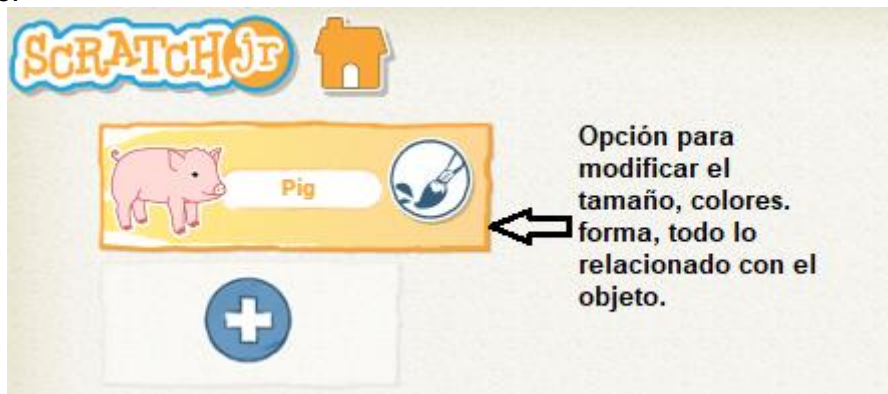 SCRATCH jr
Pig
Opción para
modificar el
tamaño, colores.
forma, todo lo
relacionado con el
objeto.